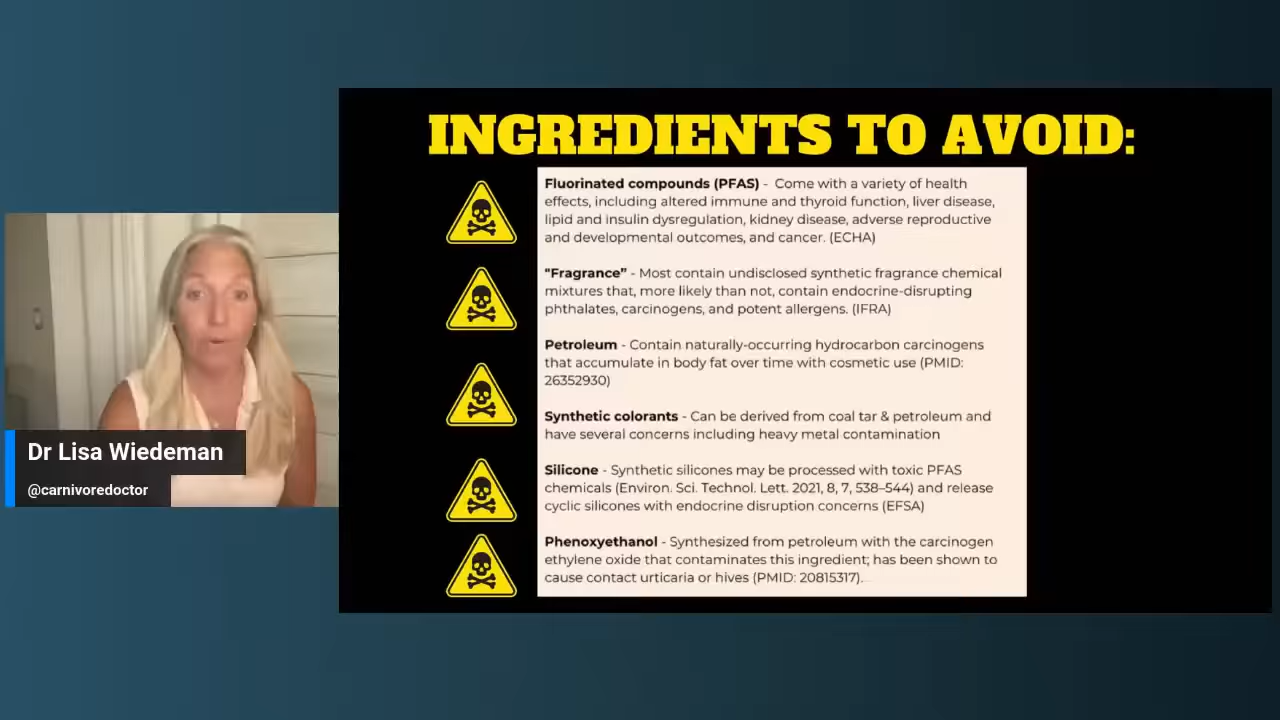 INGREDIENTS TO AVOID:
Fluorinated compounds (PFAS) - Come with a variety of health
effects, including altered immune and thyroid function, liver disease,
lipid and insulin dysregulation, kidney disease, adverse reproductive
and developmental outcomes, and cancer. (ECHA)
"Fragrance" - Most contain undisclosed synthetic fragrance chemical
mixtures that, more likely than not, contain endocrine-disrupting
phthalates, carcinogens, and potent allergens. (IFRA)
Petroleum - Contain naturally-occurring hydrocarbon carcinogens
that accumulate in body fat over time with cosmetic use (PMID:
26352930)
Synthetic colorants - Can be derived from coal tar & petroleum and
have several concerns including heavy metal contamination
Silicone - Synthetic silicones may be processed with toxic PFAS
chemicals (Environ. Sci. Technol. Lett. 2021, 8, 7, 538–544) and release
cyclic silicones with endocrine disruption concerns (EFSA)
Phenoxyethanol - Synthesized from petroleum with the carcinogen
ethylene oxide that contaminates this ingredient; has been shown to
cause contact urticaria or hives (PMID: 20815317).
Dr Lisa Wiedeman
@carnivoredoctor